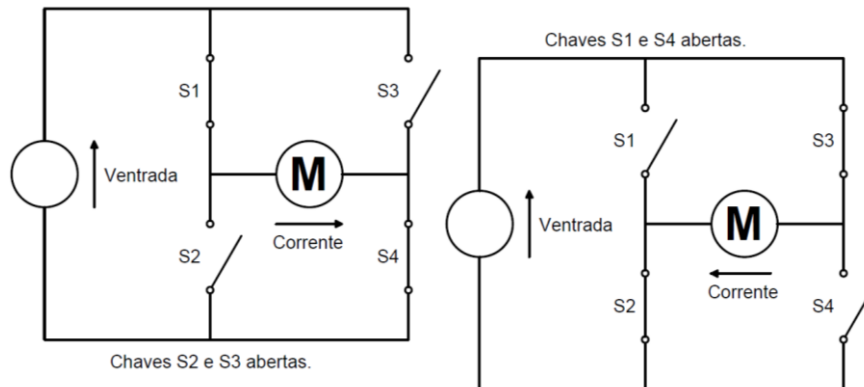 S1
S3
M
Ventrada
Corrente
S2
S4
Chaves S2 e S3 abertas.
Chaves S1 e S4 abertas.
S1
S3
M
Ventrada
Corrente
S2
S4